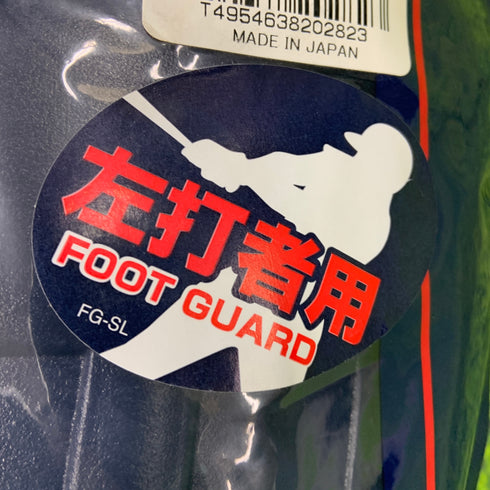 T4954638202823
MADE IN JAPAN
左打者用
FOOT GUARD
FG-SL